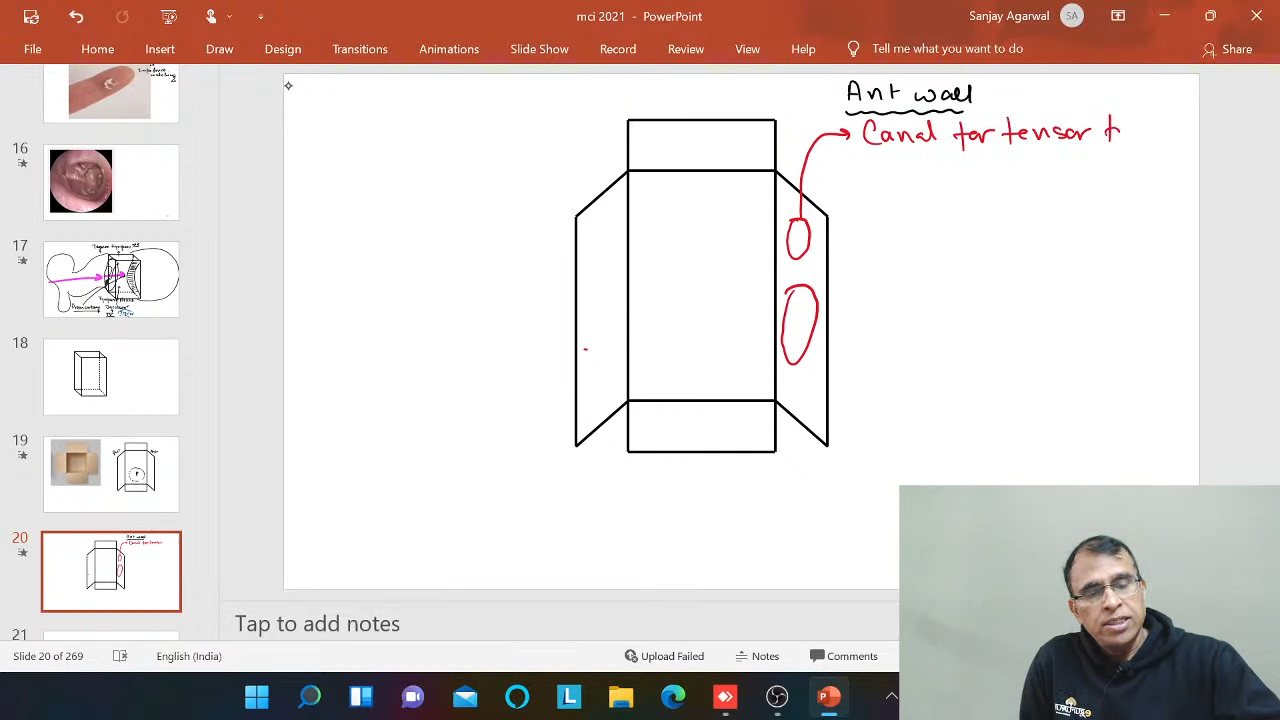 mci 2021 - PowerPoint
Sanjay Agarwal
SA
File Home Insert Draw Design Transitions Animations Slide Show Record Review View Help Tell me what you want to do Share
16
17
18
19
20
21
Ant wall
Canal for tensor t
Tap to add notes
Slide 20 of 269 English (India) Upload Failed Notes Comments
L